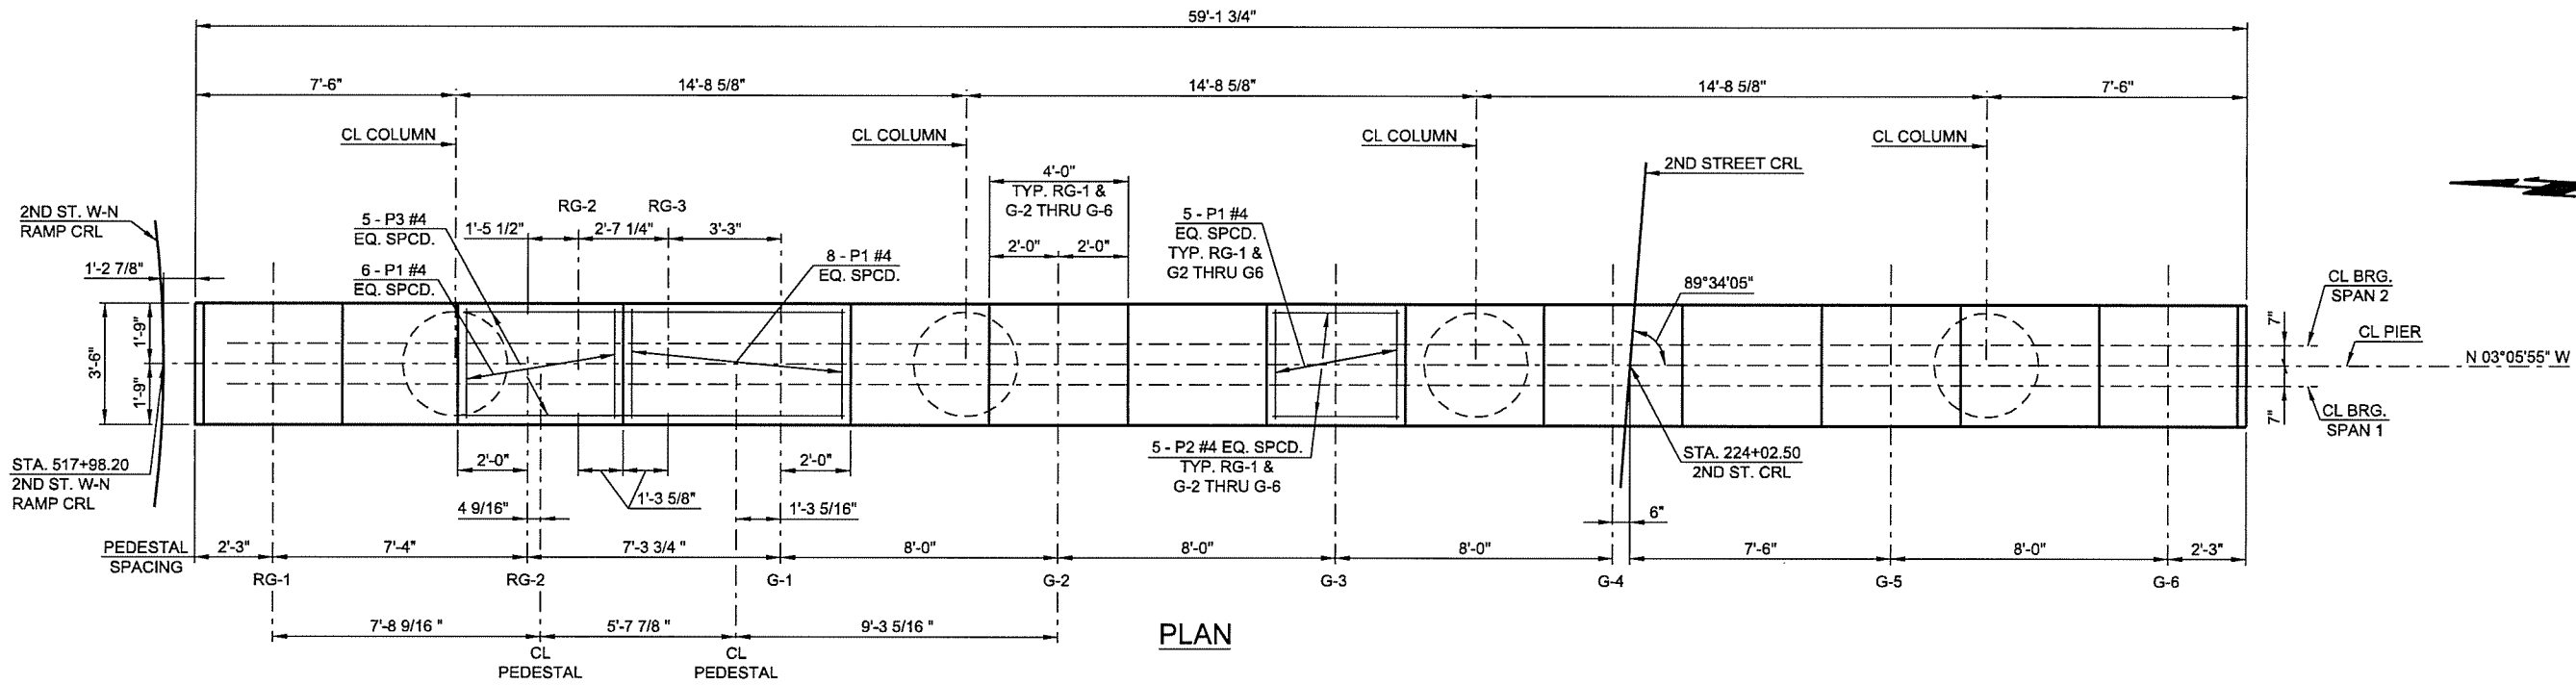 59'-1 3/4"
7'-6"
14'-8 5/8"
14'-8 5/8"
14'-8 5/8"
7'-6"
CL COLUMN
CL COLUMN
CL COLUMN
CL COLUMN
2ND STREET CRL
4'-0"
TYP. RG-1 &
G-2 THRU G-6
2ND ST. W-N
RAMP CRL
5 - P3 #4
EQ. SPCD.
RG-2
RG-3
1'-5 1/2"
2'-7 1/4"
3'-3"
5 - P1 #4
EQ. SPCD.
TYP. RG-1 &
G2 THRU G6
2'-0"
2'-0"
1'-2 7/8"
6 - P1 #4
EQ. SPCD.
8 - P1 #4
EQ. SPCD.
89°34'05"
CL BRG.
SPAN 2
3'-6"
1'-9"
1'-9"
7"
7"
CL PIER
N 03°05'55" W
CL BRG.
SPAN 1
STA. 517+98.20
2ND ST. W-N
RAMP CRL
2'-0"
1'-3 5/8"
2'-0"
5 - P2 #4 EQ. SPCD.
TYP. RG-1 &
G-2 THRU G-6
STA. 224+02.50
2ND ST. CRL
4 9/16"
1'-3 5/16"
6"
PEDESTAL
SPACING
2'-3"
7'-4"
7'-3 3/4"
8'-0"
8'-0"
8'-0"
7'-6"
8'-0"
2'-3"
RG-1
RG-2
G-1
G-2
G-3
G-4
G-5
G-6
7'-8 9/16 "
5'-7 7/8 "
9'-3 5/16 "
CL
PEDESTAL
CL
PEDESTAL
PLAN